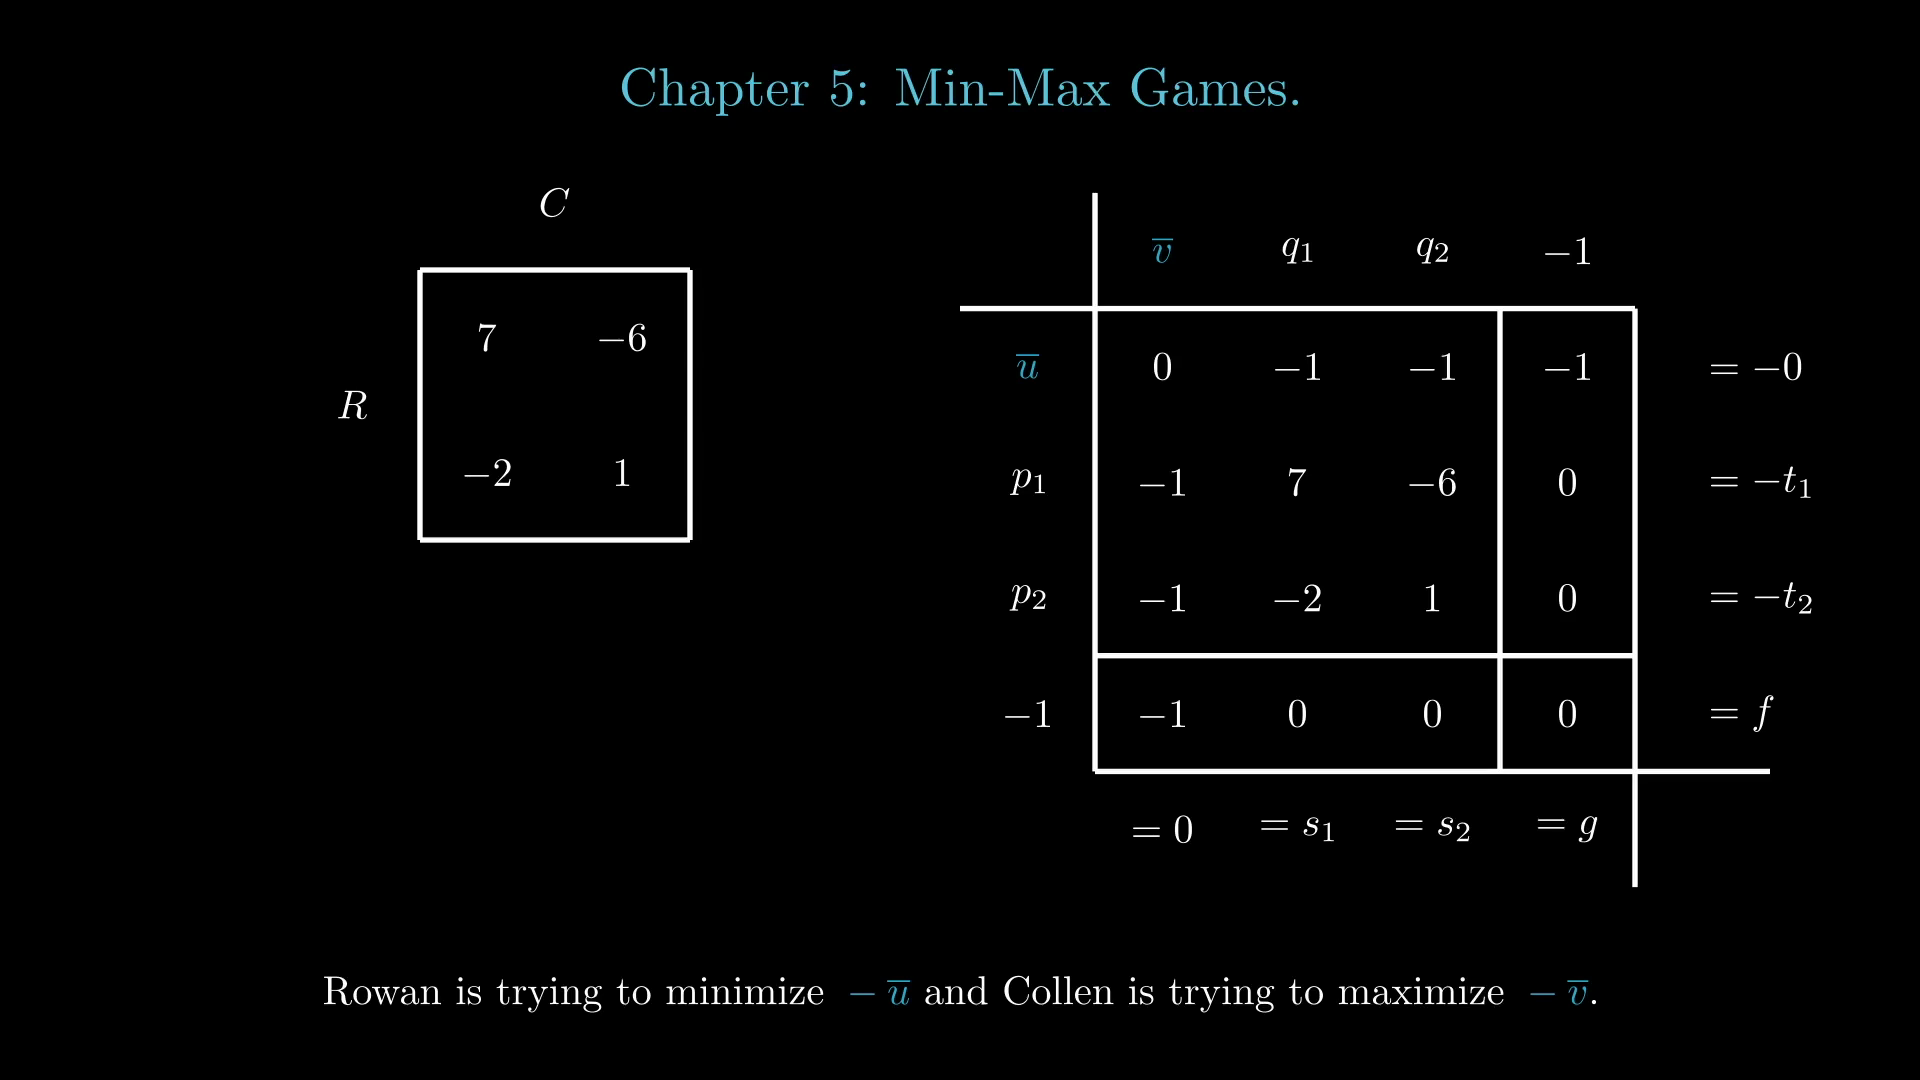 Chapter 5: Min-Max Games.
C
7 −6
R
−2 1
v̅ q₁ q₂ −1
u̅ 0 −1 −1 −1 = −0
p₁ −1 7 −6 0 = −t₁
p₂ −1 −2 1 0 = −t₂
−1 −1 0 0 0 = f
= 0 = s₁ = s₂ = g
Rowan is trying to minimize − u̅ and Collen is trying to maximize − v̅.